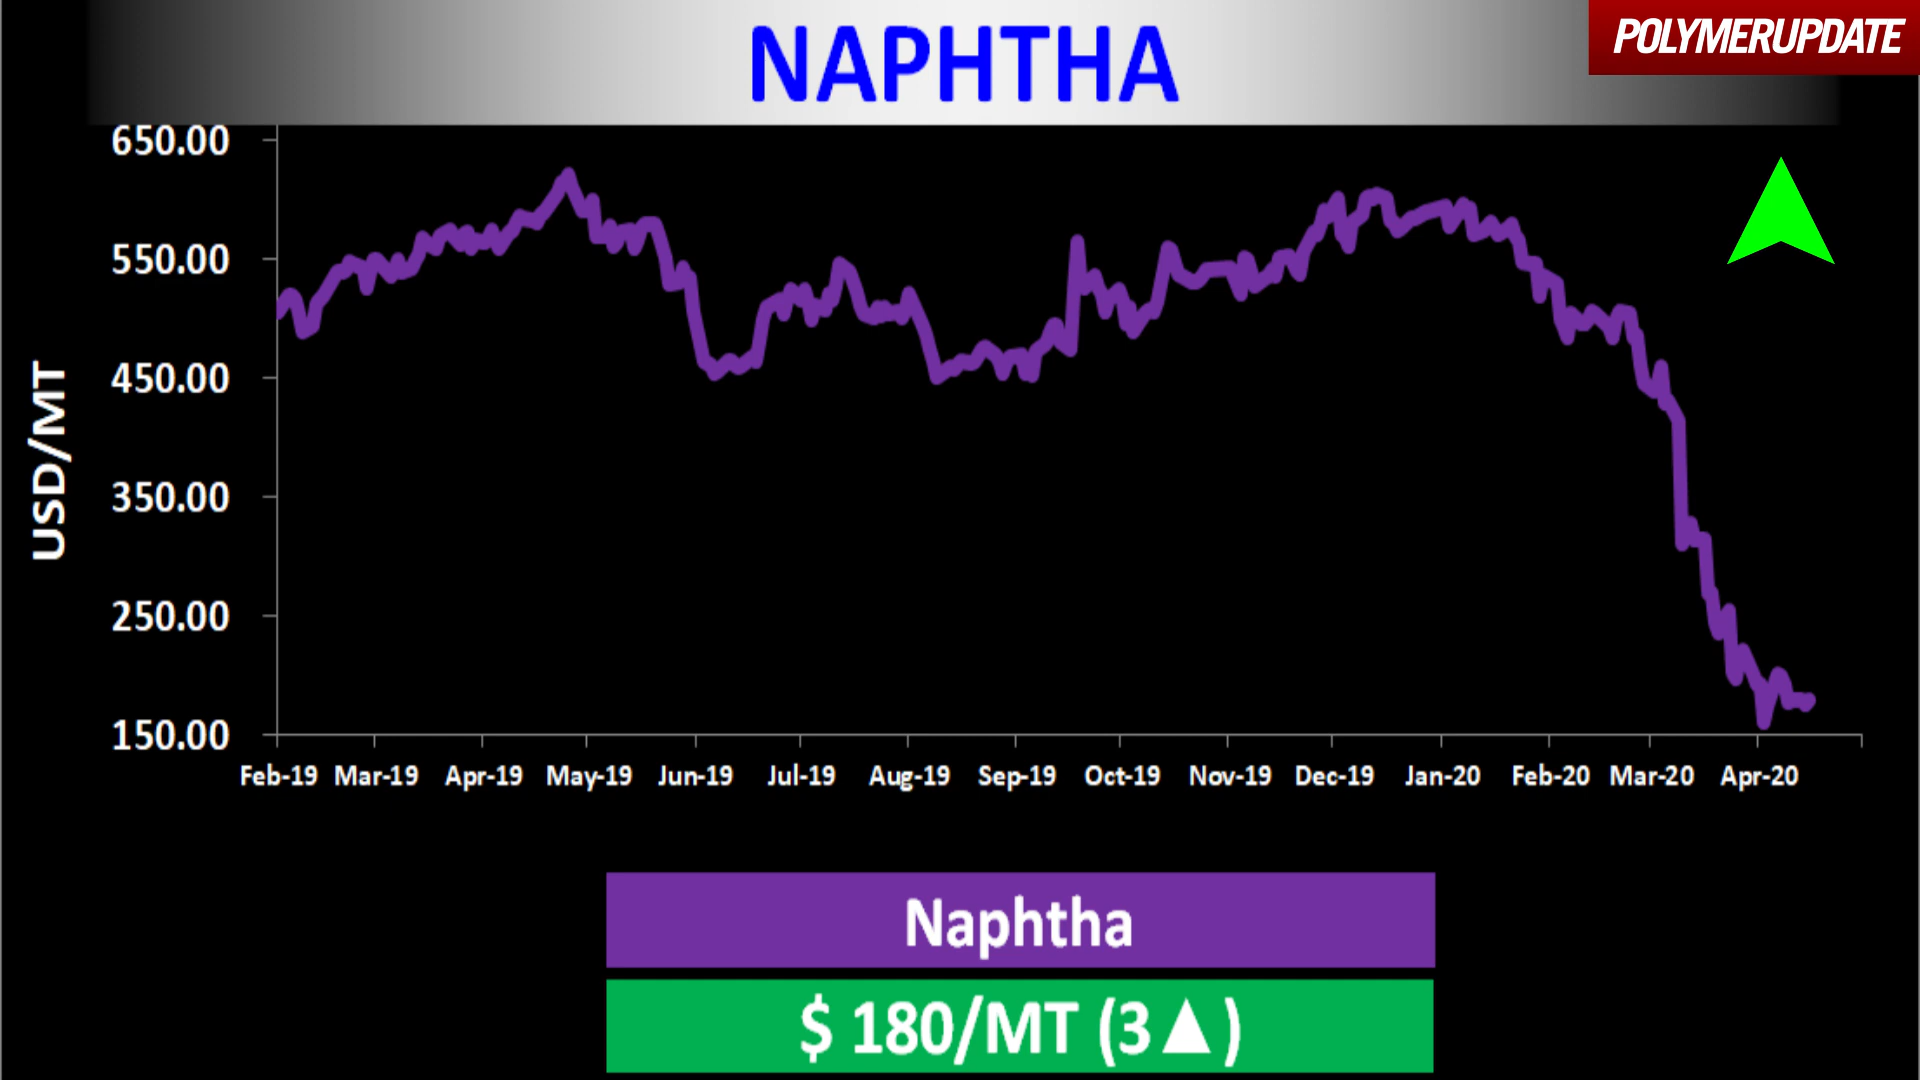 NAPHTHA
POLYMERUPDATE
650.00
550.00
450.00
350.00
250.00
150.00
USD/MT
Feb-19 Mar-19 Apr-19 May-19 Jun-19 Jul-19 Aug-19 Sep-19 Oct-19 Nov-19 Dec-19 Jan-20 Feb-20 Mar-20 Apr-20
Naphtha
$ 180/MT (3▲)